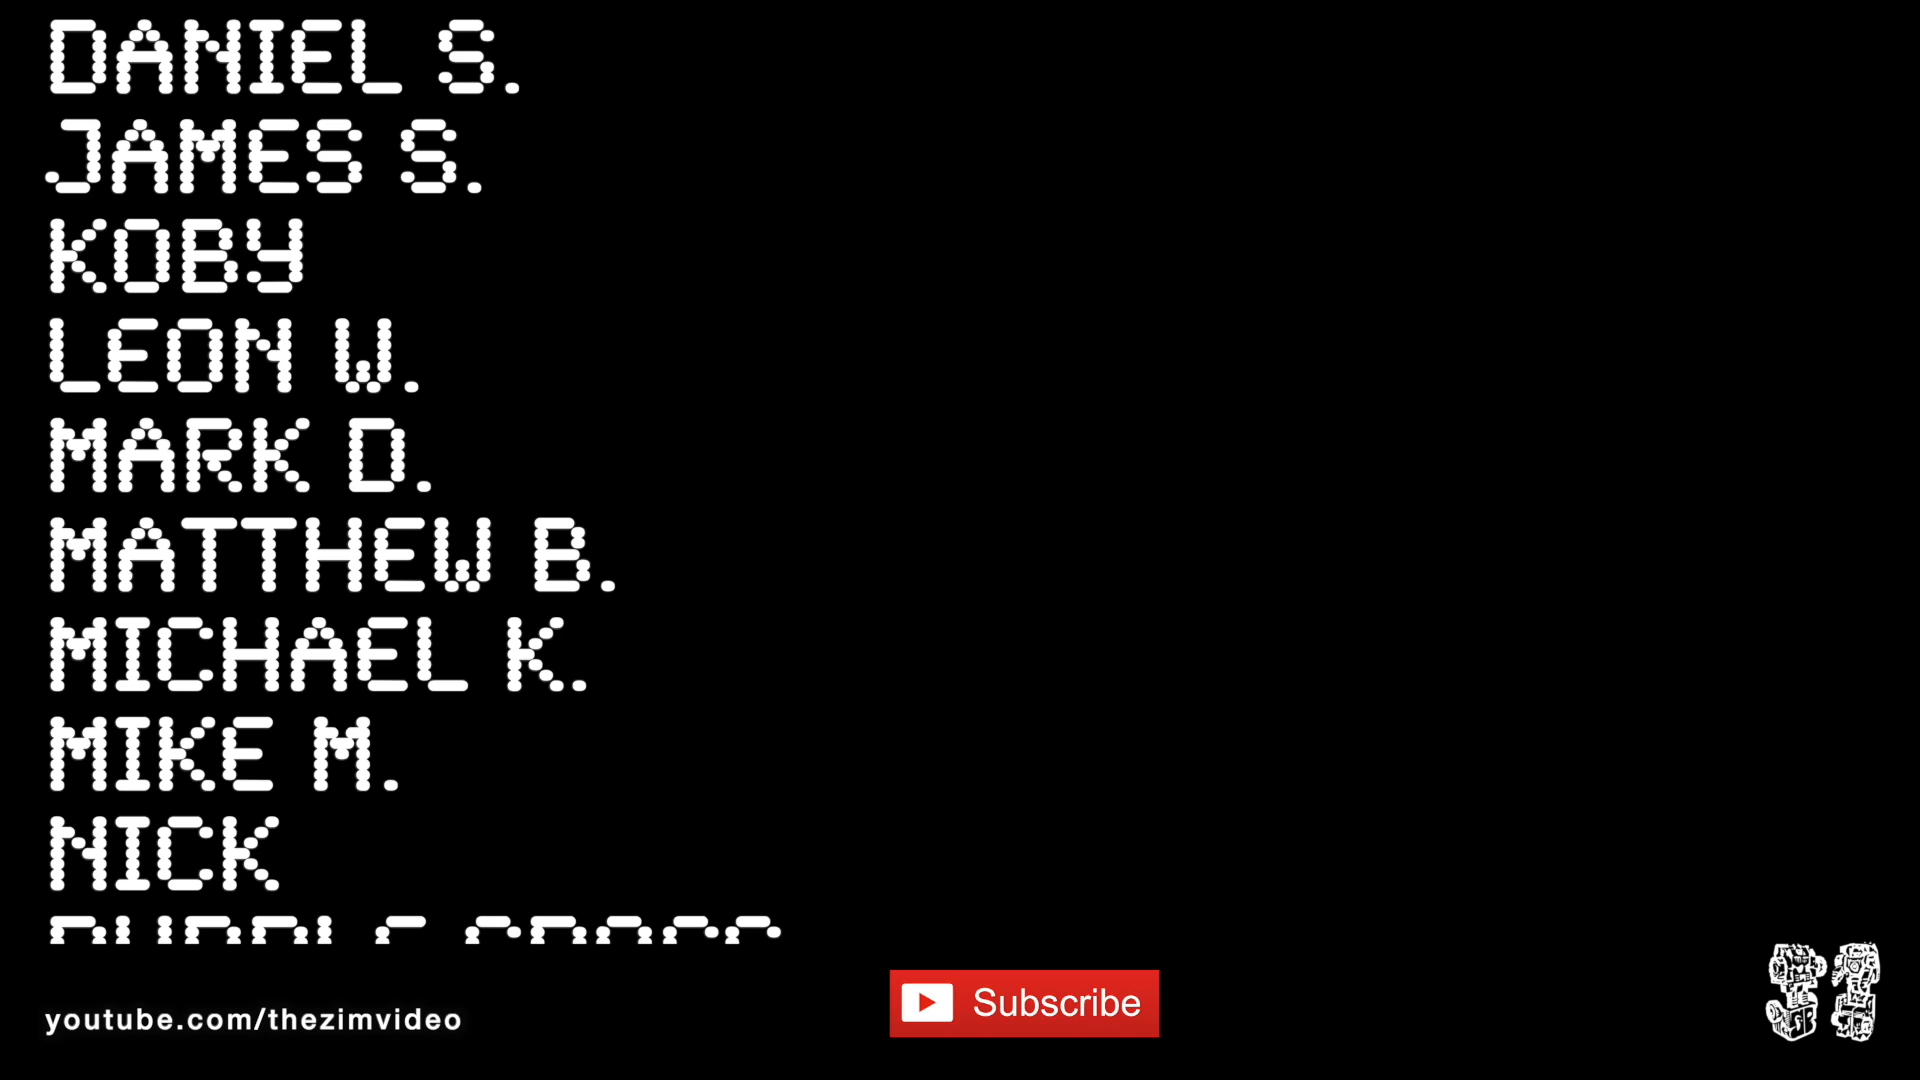 DANIEL S.
JAMES S.
KOBY
LEON W.
MARK D.
MATTHEW B.
MICHAEL K.
MIKE M.
NICK
youtube.com/thezimvideo
Subscribe